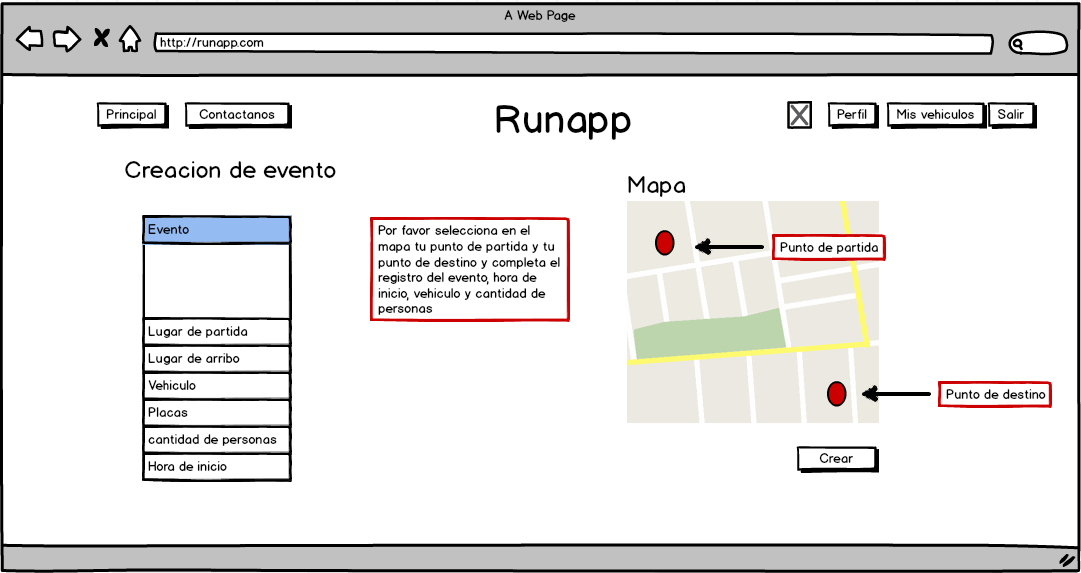 A Web Page
http://runapp.com
Principal
Contactanos
Runapp
Perfil
Mis vehiculos
Salir
Creacion de evento
Mapa
Evento
Por favor selecciona en el
mapa tu punto de partida y tu
punto de destino y completa el
registro del evento, hora de
inicio, vehiculo y cantidad de
personas
Punto de partida
Lugar de partida
Lugar de arribo
Vehiculo
Placas
cantidad de personas
Hora de inicio
Punto de destino
Crear